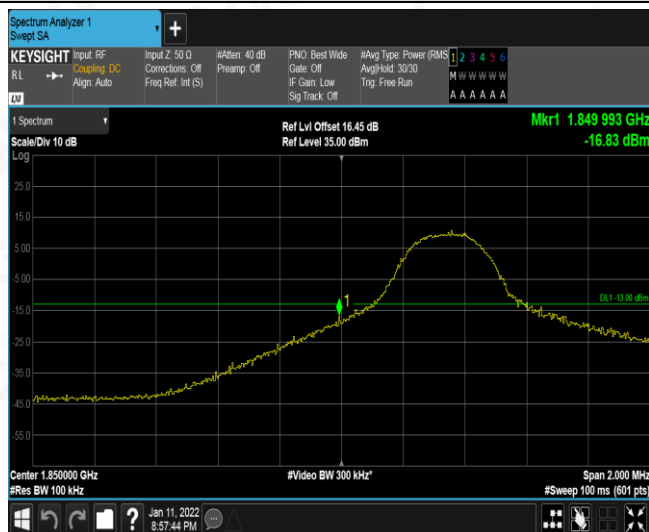 Spectrum Analyzer 1
Swept SA
+
KEYSIGHT
RL
LXI
Input: RF
Coupling: DC
Align: Auto
Input Z: 50 Ω
Corrections: Off
Freq Ref: Int (S)
#Atten: 40 dB
Preamp: Off
PNO: Best Wide
Gate: Off
IF Gain: Low
Sig Track: Off
#Avg Type: Power (RMS
Avg|Hold: 30/30
Trig: Free Run
1 2 3 4 5 6
M W W W W W
A A A A A A
1 Spectrum
Scale/Div 10 dB
Ref Lvl Offset 16.45 dB
Ref Level 35.00 dBm
Mkr1 1.849 993 GHz
-16.83 dBm
Log
25.0
15.0
5.00
-5.00
DL1 -13.00 dBm
1
-15.0
-25.0
-35.0
-45.0
-55.0
Center 1.850000 GHz
#Video BW 300 kHz*
Span 2.000 MHz
#Res BW 100 kHz
#Sweep 100 ms (601 pts)
?
Jan 11, 2022
8:57:44 PM